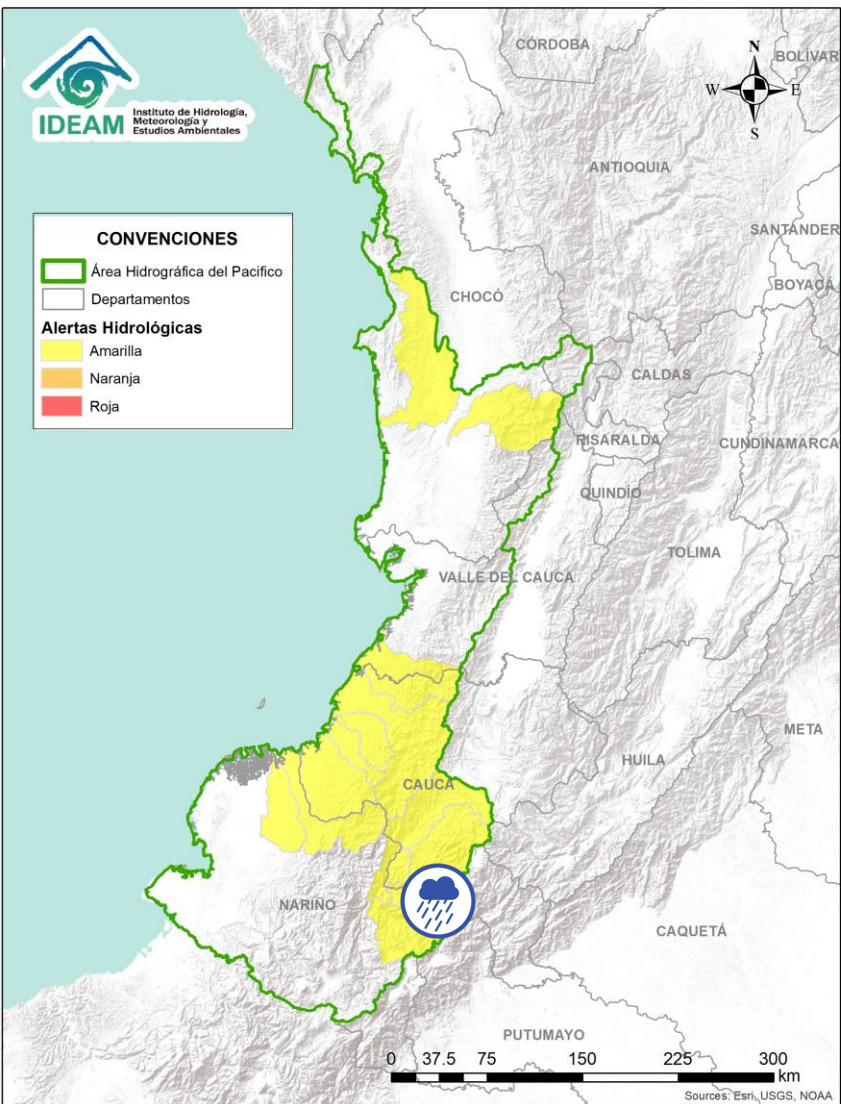 IDEAM
Instituto de Hidrología,
Meteorología y
Estudios Ambientales
CÓRDOBA
BOLÍVAR
N
W
E
S
ANTIOQUIA
SANTANDER
BOYACÁ
CONVENCIONES
Área Hidrográfica del Pacifico
Departamentos
Alertas Hidrológicas
Amarilla
Naranja
Roja
CHOCÓ
CALDAS
RISARALDA
CUNDINAMARCA
QUINDÍO
TOLIMA
VALLE DEL CAUCA
META
HUILA
CAUCA
NARIÑO
CAQUETÁ
PUTUMAYO
0 37.5 75 150 225 300
km
Sources: Esri, USGS, NOAA